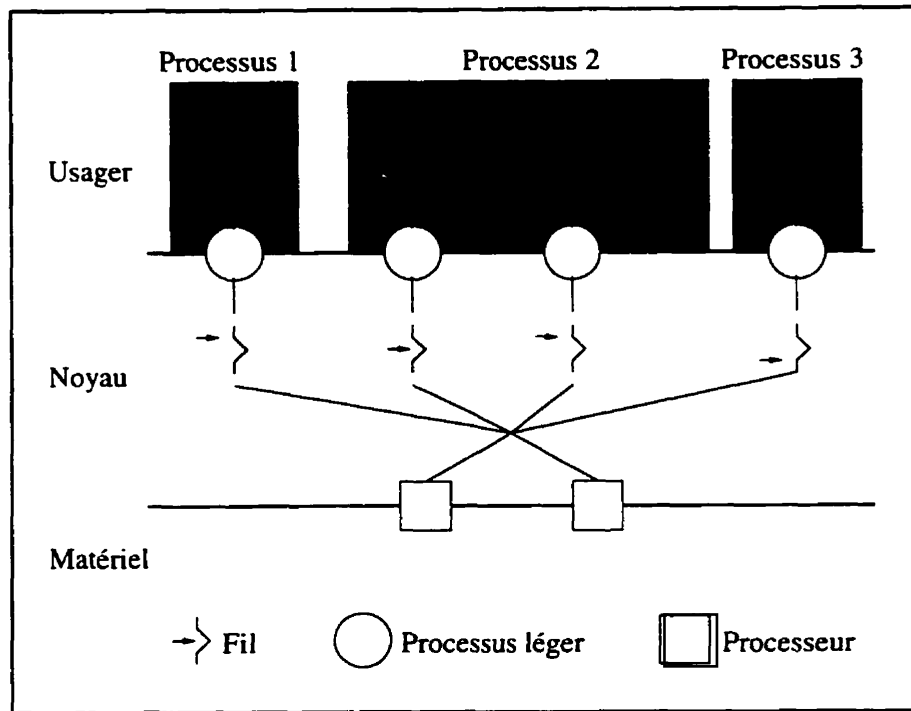 Processus 1 Processus 2 Processus 3
Usager
Noyau
Matériel
Fil Processus léger Processeur